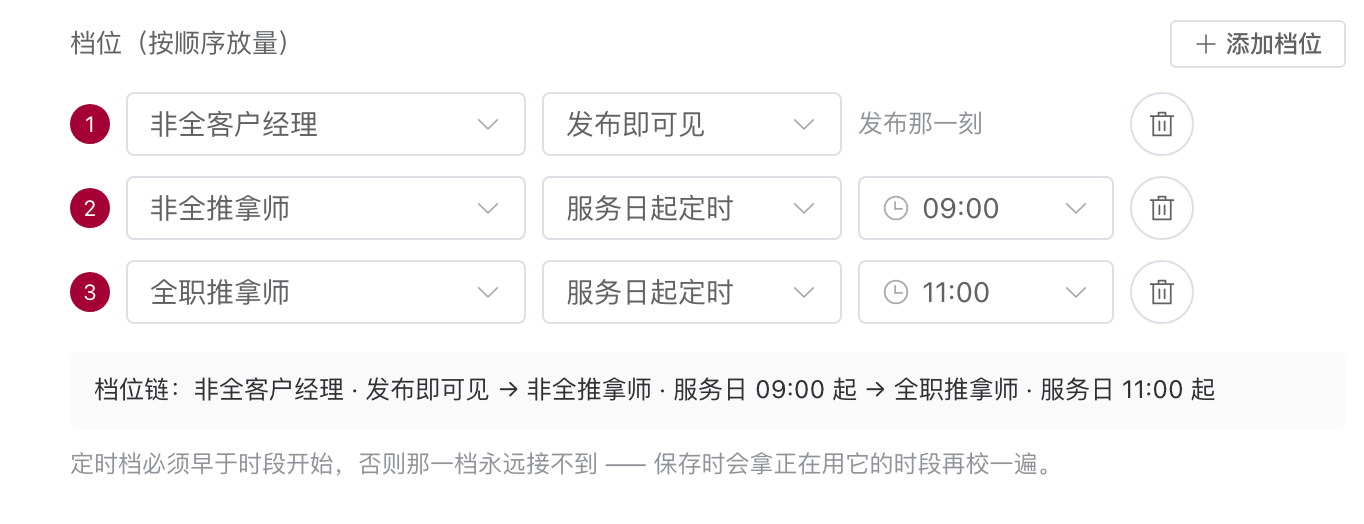 档位（按顺序放量）
添加档位
1 非全客户经理 发布即可见 发布那一刻
2 非全推拿师 服务日起定时 09:00
3 全职推拿师 服务日起定时 11:00
档位链：非全客户经理 · 发布即可见 → 非全推拿师 · 服务日 09:00 起 → 全职推拿师 · 服务日 11:00 起
定时档必须早于时段开始，否则那一档永远接不到 —— 保存时会拿正在用它的时段再校一遍。